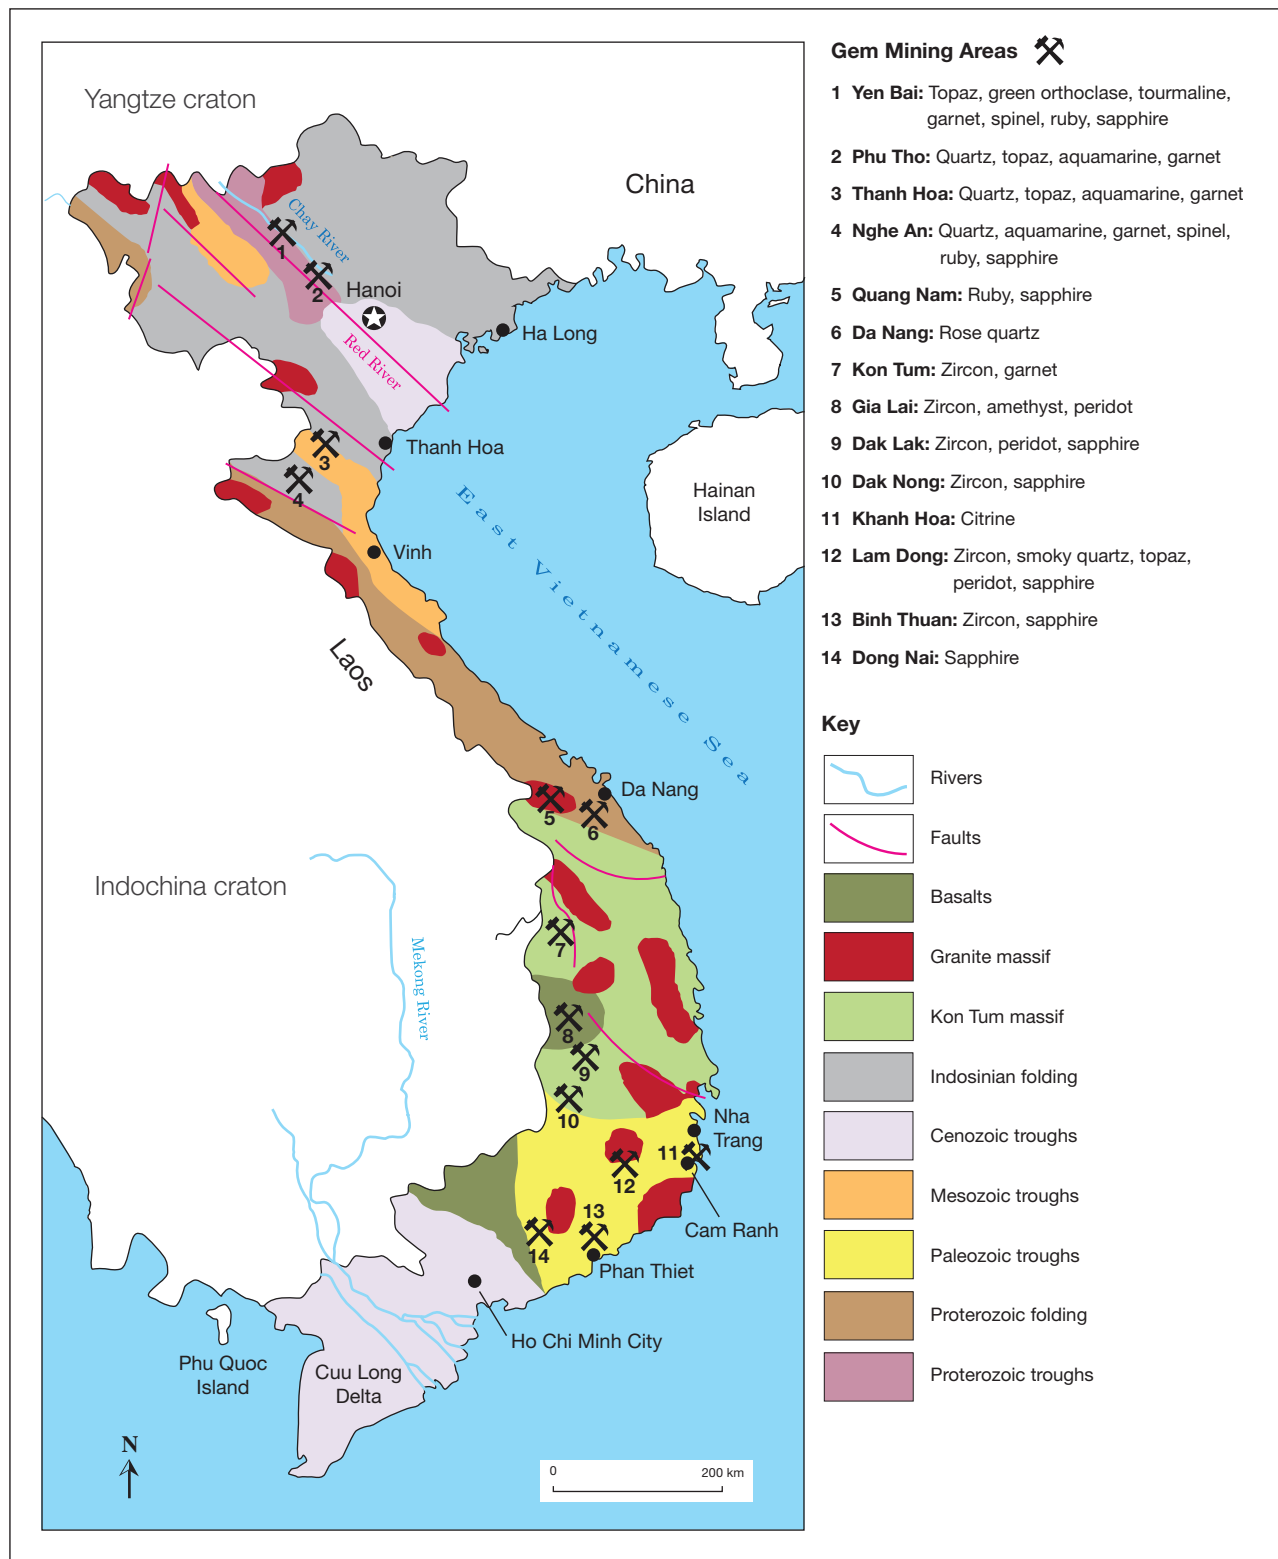 Yangtze craton
China
Chay River
1
2
Hanoi
Ha Long
Red River
Thanh Hoa
3
4
Hainan
Island
Vinh
East Vietnamese Sea
Laos
Da Nang
5
6
Indochina craton
Mekong River
7
8
9
10
Nha
Trang
11
12
13
Cam Ranh
14
Phan Thiet
Ho Chi Minh City
Phu Quoc
Island
Cuu Long
Delta
N
0 200 km
Gem Mining Areas
1 Yen Bai: Topaz, green orthoclase, tourmaline,
garnet, spinel, ruby, sapphire
2 Phu Tho: Quartz, topaz, aquamarine, garnet
3 Thanh Hoa: Quartz, topaz, aquamarine, garnet
4 Nghe An: Quartz, aquamarine, garnet, spinel,
ruby, sapphire
5 Quang Nam: Ruby, sapphire
6 Da Nang: Rose quartz
7 Kon Tum: Zircon, garnet
8 Gia Lai: Zircon, amethyst, peridot
9 Dak Lak: Zircon, peridot, sapphire
10 Dak Nong: Zircon, sapphire
11 Khanh Hoa: Citrine
12 Lam Dong: Zircon, smoky quartz, topaz,
peridot, sapphire
13 Binh Thuan: Zircon, sapphire
14 Dong Nai: Sapphire
Key
Rivers
Faults
Basalts
Granite massif
Kon Tum massif
Indosinian folding
Cenozoic troughs
Mesozoic troughs
Paleozoic troughs
Proterozoic folding
Proterozoic troughs